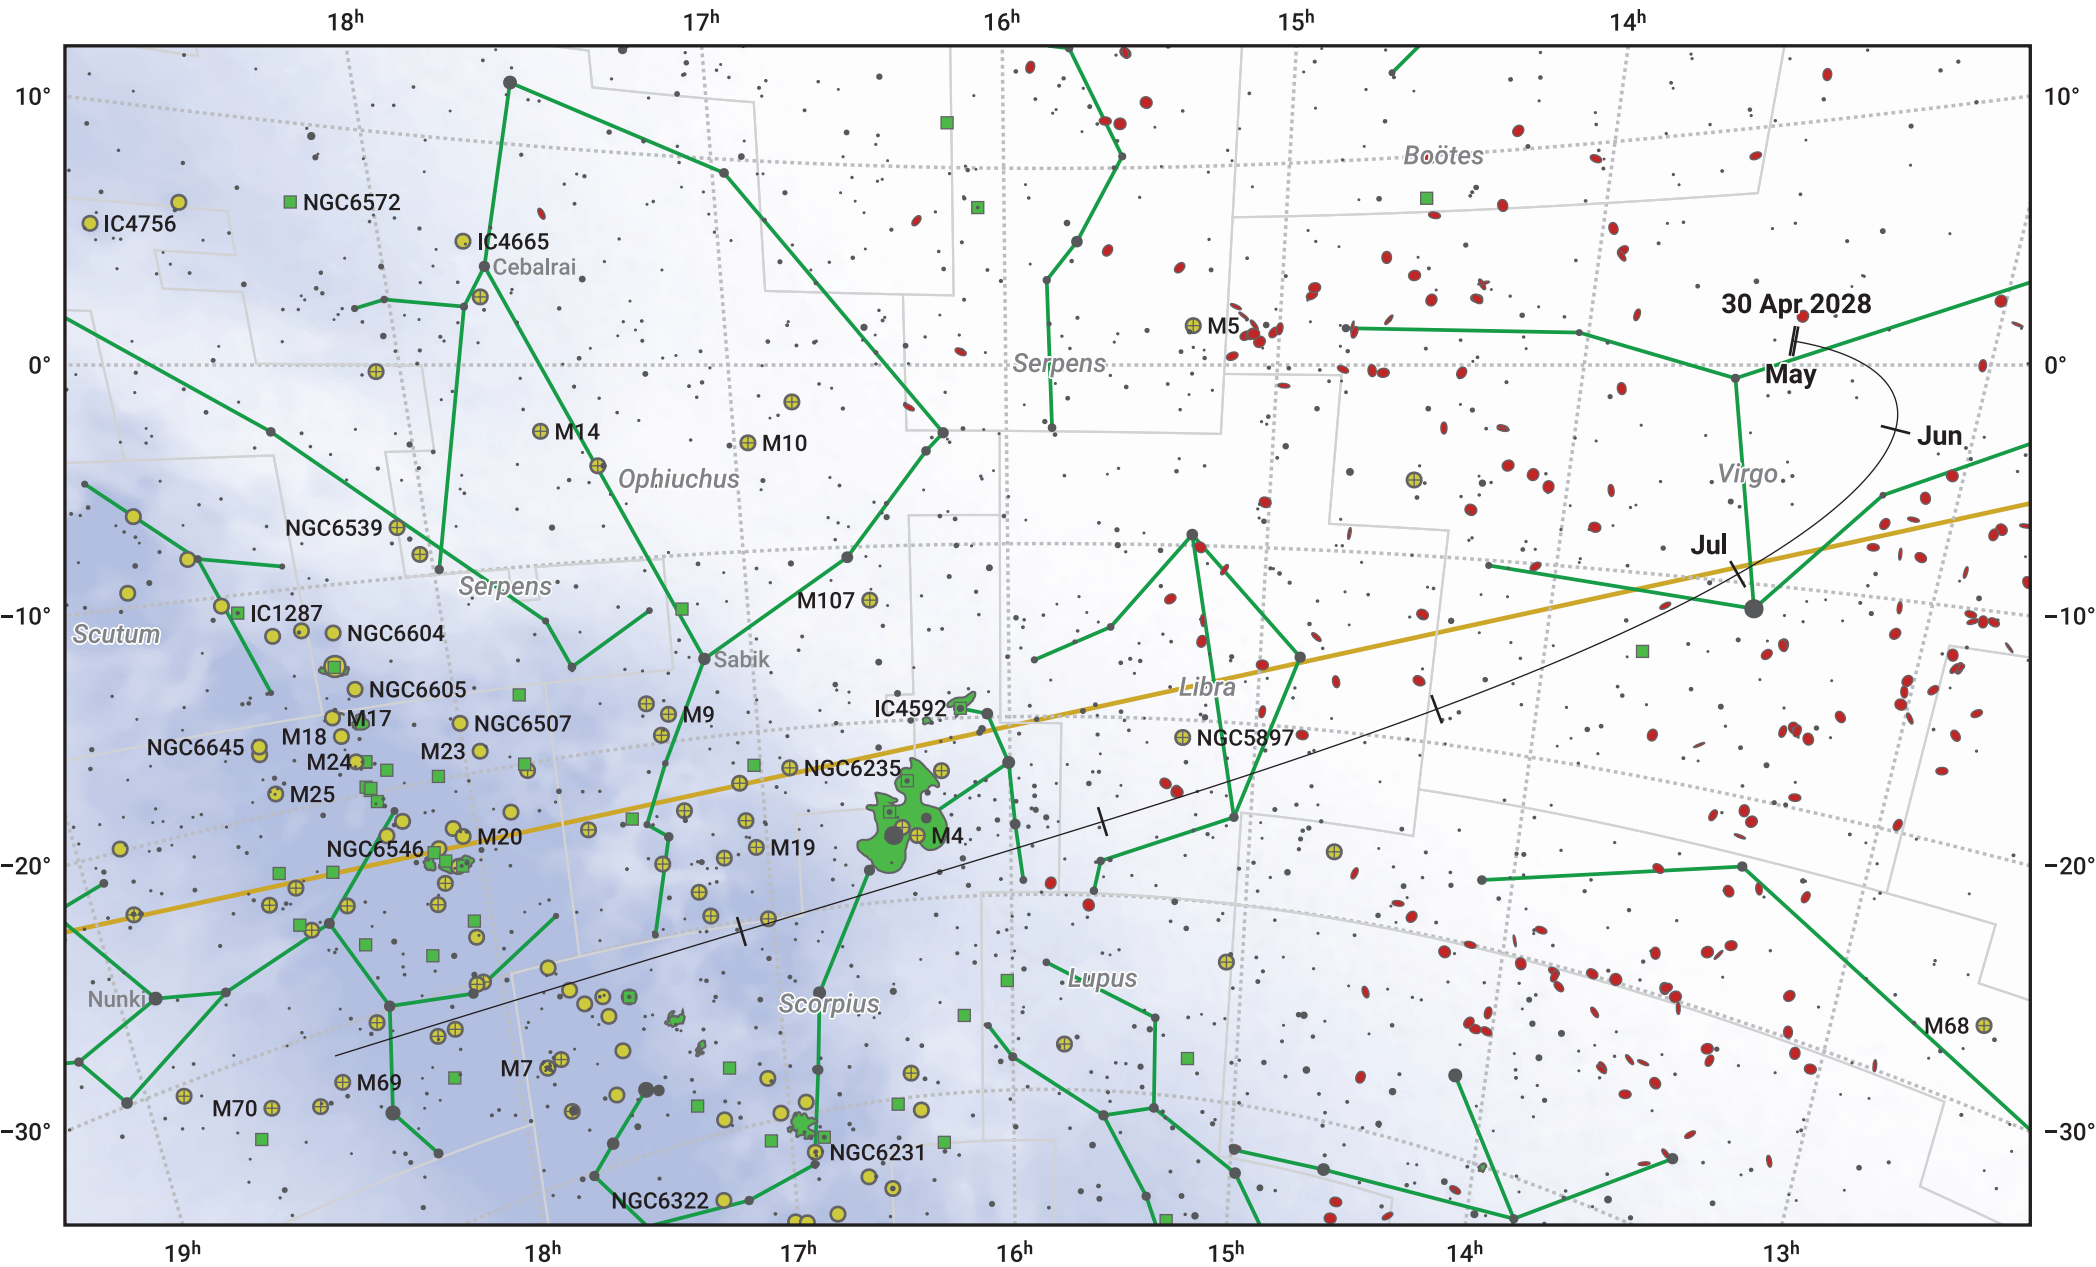 18h 17h 16h 15h 14h
10° 10°
Boötes
NGC6572
IC4756
IC4665
Cebalrai
30 Apr 2028
M5
0° Serpens 0°
May
M14 M10 Jun
Ophiuchus Virgo
NGC6539
Jul
Serpens
M107
−10° IC1287 −10°
Scutum NGC6604
Sabik
NGC6605 Libra
IC4592
M17 NGC6507 M9
M18 NGC5897
NGC6645 M23
M24 NGC6235
M25
M20 M4
NGC6546 M19
−20° −20°
Lupus
Nunki Scorpius
M68
M7
M69
M70
−30° −30°
NGC6231
NGC6322
19h 18h 17h 16h 15h 14h 13h